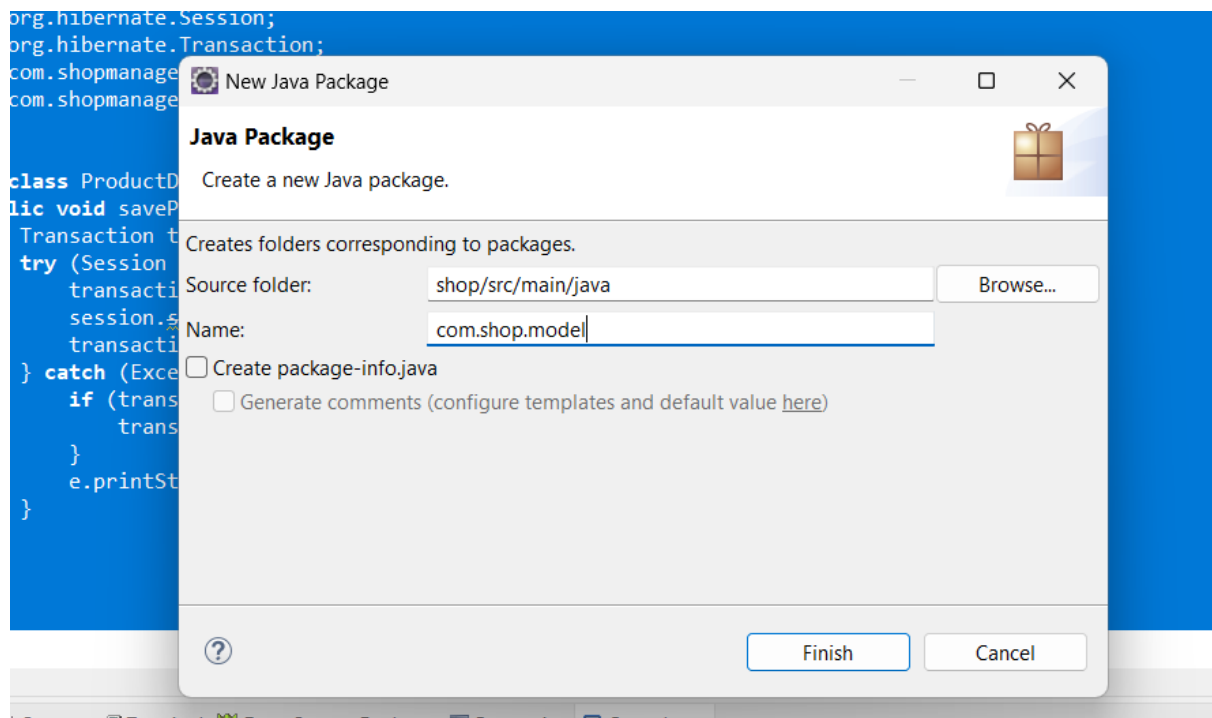 org.hibernate.Session;
org.hibernate.Transaction;
com.shopmanage
com.shopmanage
class ProductD
lic void saveP
Transaction t
try (Session
transacti
session.s
transacti
} catch (Exce
if (trans
trans
}
e.printSt
}
New Java Package
Java Package
Create a new Java package.
Creates folders corresponding to packages.
Source folder: shop/src/main/java Browse...
Name: com.shop.model
Create package-info.java
Generate comments (configure templates and default value here)
? Finish Cancel